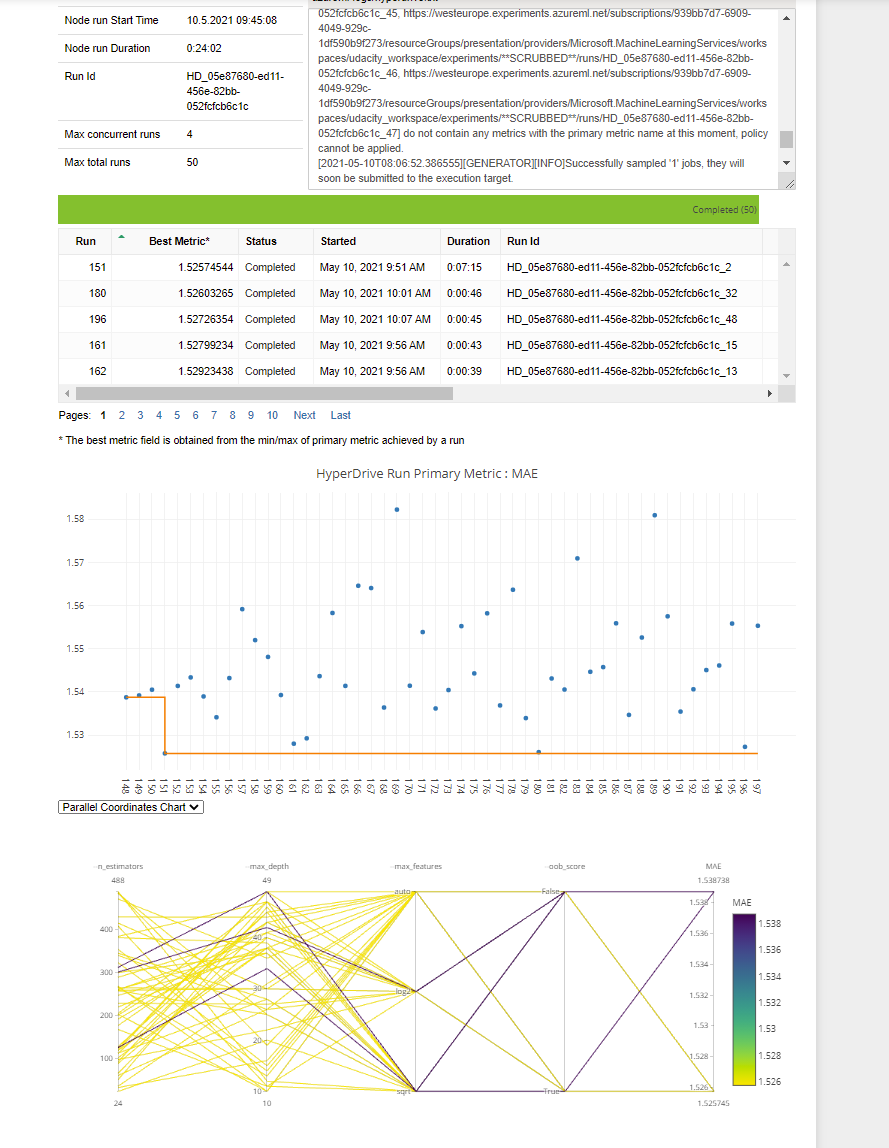 Node run Start Time 10.5.2021 09:45:08
Node run Duration 0:24:02
Run Id HD_05e87680-ed11-
456e-82bb-
052fcfcb6c1c
Max concurrent runs 4
Max total runs 50
052fcfcb6c1c_45, https://westeurope.experiments.azureml.net/subscriptions/939bb7d7-6909-
4049-929c-
1df590b9f273/resourceGroups/presentation/providers/Microsoft.MachineLearningServices/works
paces/udacity_workspace/experiments/**SCRUBBED**/runs/HD_05e87680-ed11-456e-82bb-
052fcfcb6c1c_46, https://westeurope.experiments.azureml.net/subscriptions/939bb7d7-6909-
4049-929c-
1df590b9f273/resourceGroups/presentation/providers/Microsoft.MachineLearningServices/works
paces/udacity_workspace/experiments/**SCRUBBED**/runs/HD_05e87680-ed11-456e-82bb-
052fcfcb6c1c_47] do not contain any metrics with the primary metric name at this moment, policy
cannot be applied.
[2021-05-10T08:06:52.386555][GENERATOR][INFO]Successfully sampled '1' jobs, they will
soon be submitted to the execution target.
Completed (50)
Run Best Metric* Status Started Duration Run Id
151 1.52574544 Completed May 10, 2021 9:51 AM 0:07:15 HD_05e87680-ed11-456e-82bb-052fcfcb6c1c_2
180 1.52603265 Completed May 10, 2021 10:01 AM 0:00:46 HD_05e87680-ed11-456e-82bb-052fcfcb6c1c_32
196 1.52726354 Completed May 10, 2021 10:07 AM 0:00:45 HD_05e87680-ed11-456e-82bb-052fcfcb6c1c_48
161 1.52799234 Completed May 10, 2021 9:56 AM 0:00:43 HD_05e87680-ed11-456e-82bb-052fcfcb6c1c_15
162 1.52923438 Completed May 10, 2021 9:56 AM 0:00:39 HD_05e87680-ed11-456e-82bb-052fcfcb6c1c_13
Pages: 1 2 3 4 5 6 7 8 9 10 Next Last
* The best metric field is obtained from the min/max of primary metric achieved by a run
HyperDrive Run Primary Metric : MAE
1.58
1.57
1.56
1.55
1.54
1.53
148 149 150 151 152 153 154 155 156 157 158 159 160 161 162 163 164 165 166 167 168 169 170 171 172 173 174 175 176 177 178 179 180 181 182 183 184 185 186 187 188 189 190 191 192 193 194 195 196 197
Parallel Coordinates Chart
--n_estimators --max_depth --max_features --oob_score MAE
488 49 1.538738
auto False 1.538 MAE
400 40 1.536 1.538
1.536
300 1.534 1.534
30 log2 1.532 1.532
200 1.53 1.53
20 1.528 1.528
100 1.526
10 sqrt True 1.526
24 10 1.525745